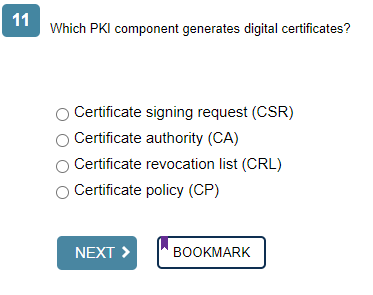 11
Which PKI component generates digital certificates?
Certificate signing request (CSR)
Certificate authority (CA)
Certificate revocation list (CRL)
Certificate policy (CP)
NEXT
BOOKMARK